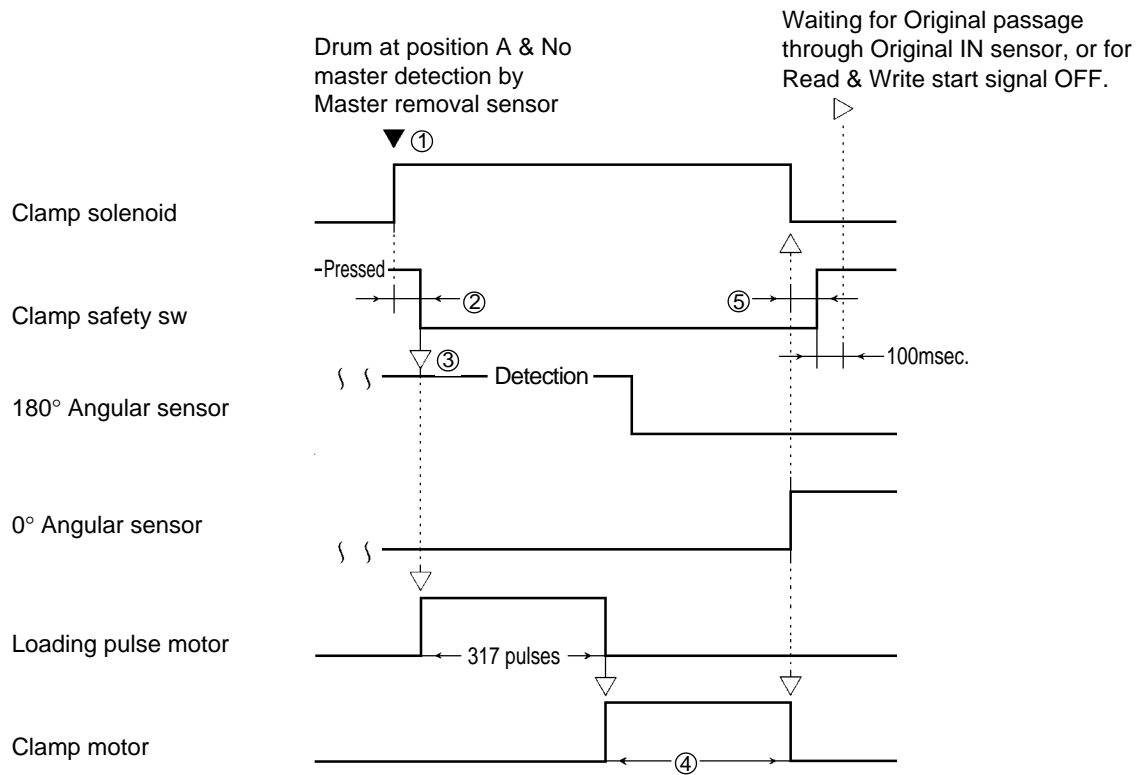 Drum at position A & No
master detection by
Master removal sensor
Waiting for Original passage
through Original IN sensor, or for
Read & Write start signal OFF.
①
Clamp solenoid
Pressed
②
⑤
Clamp safety sw
③
100msec.
Detection
180° Angular sensor
0° Angular sensor
Loading pulse motor
317 pulses
Clamp motor
④